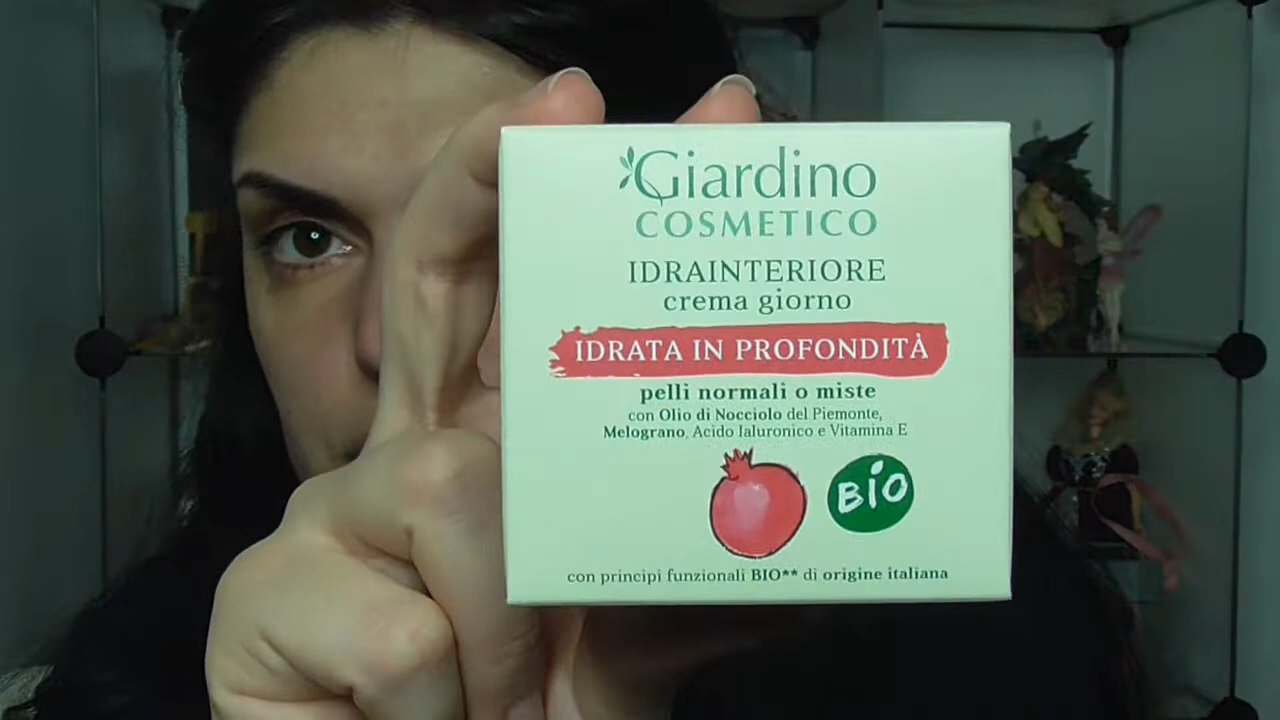 Giardino
COSMETICO
IDRAINTERIORE
crema giorno
IDRATA IN PROFONDITÀ
pelli normali o miste
con Olio di Nocciolo del Piemonte,
Melograno, Acido Ialuronico e Vitamina E
BiO
con principi funzionali BIO** di origine italiana